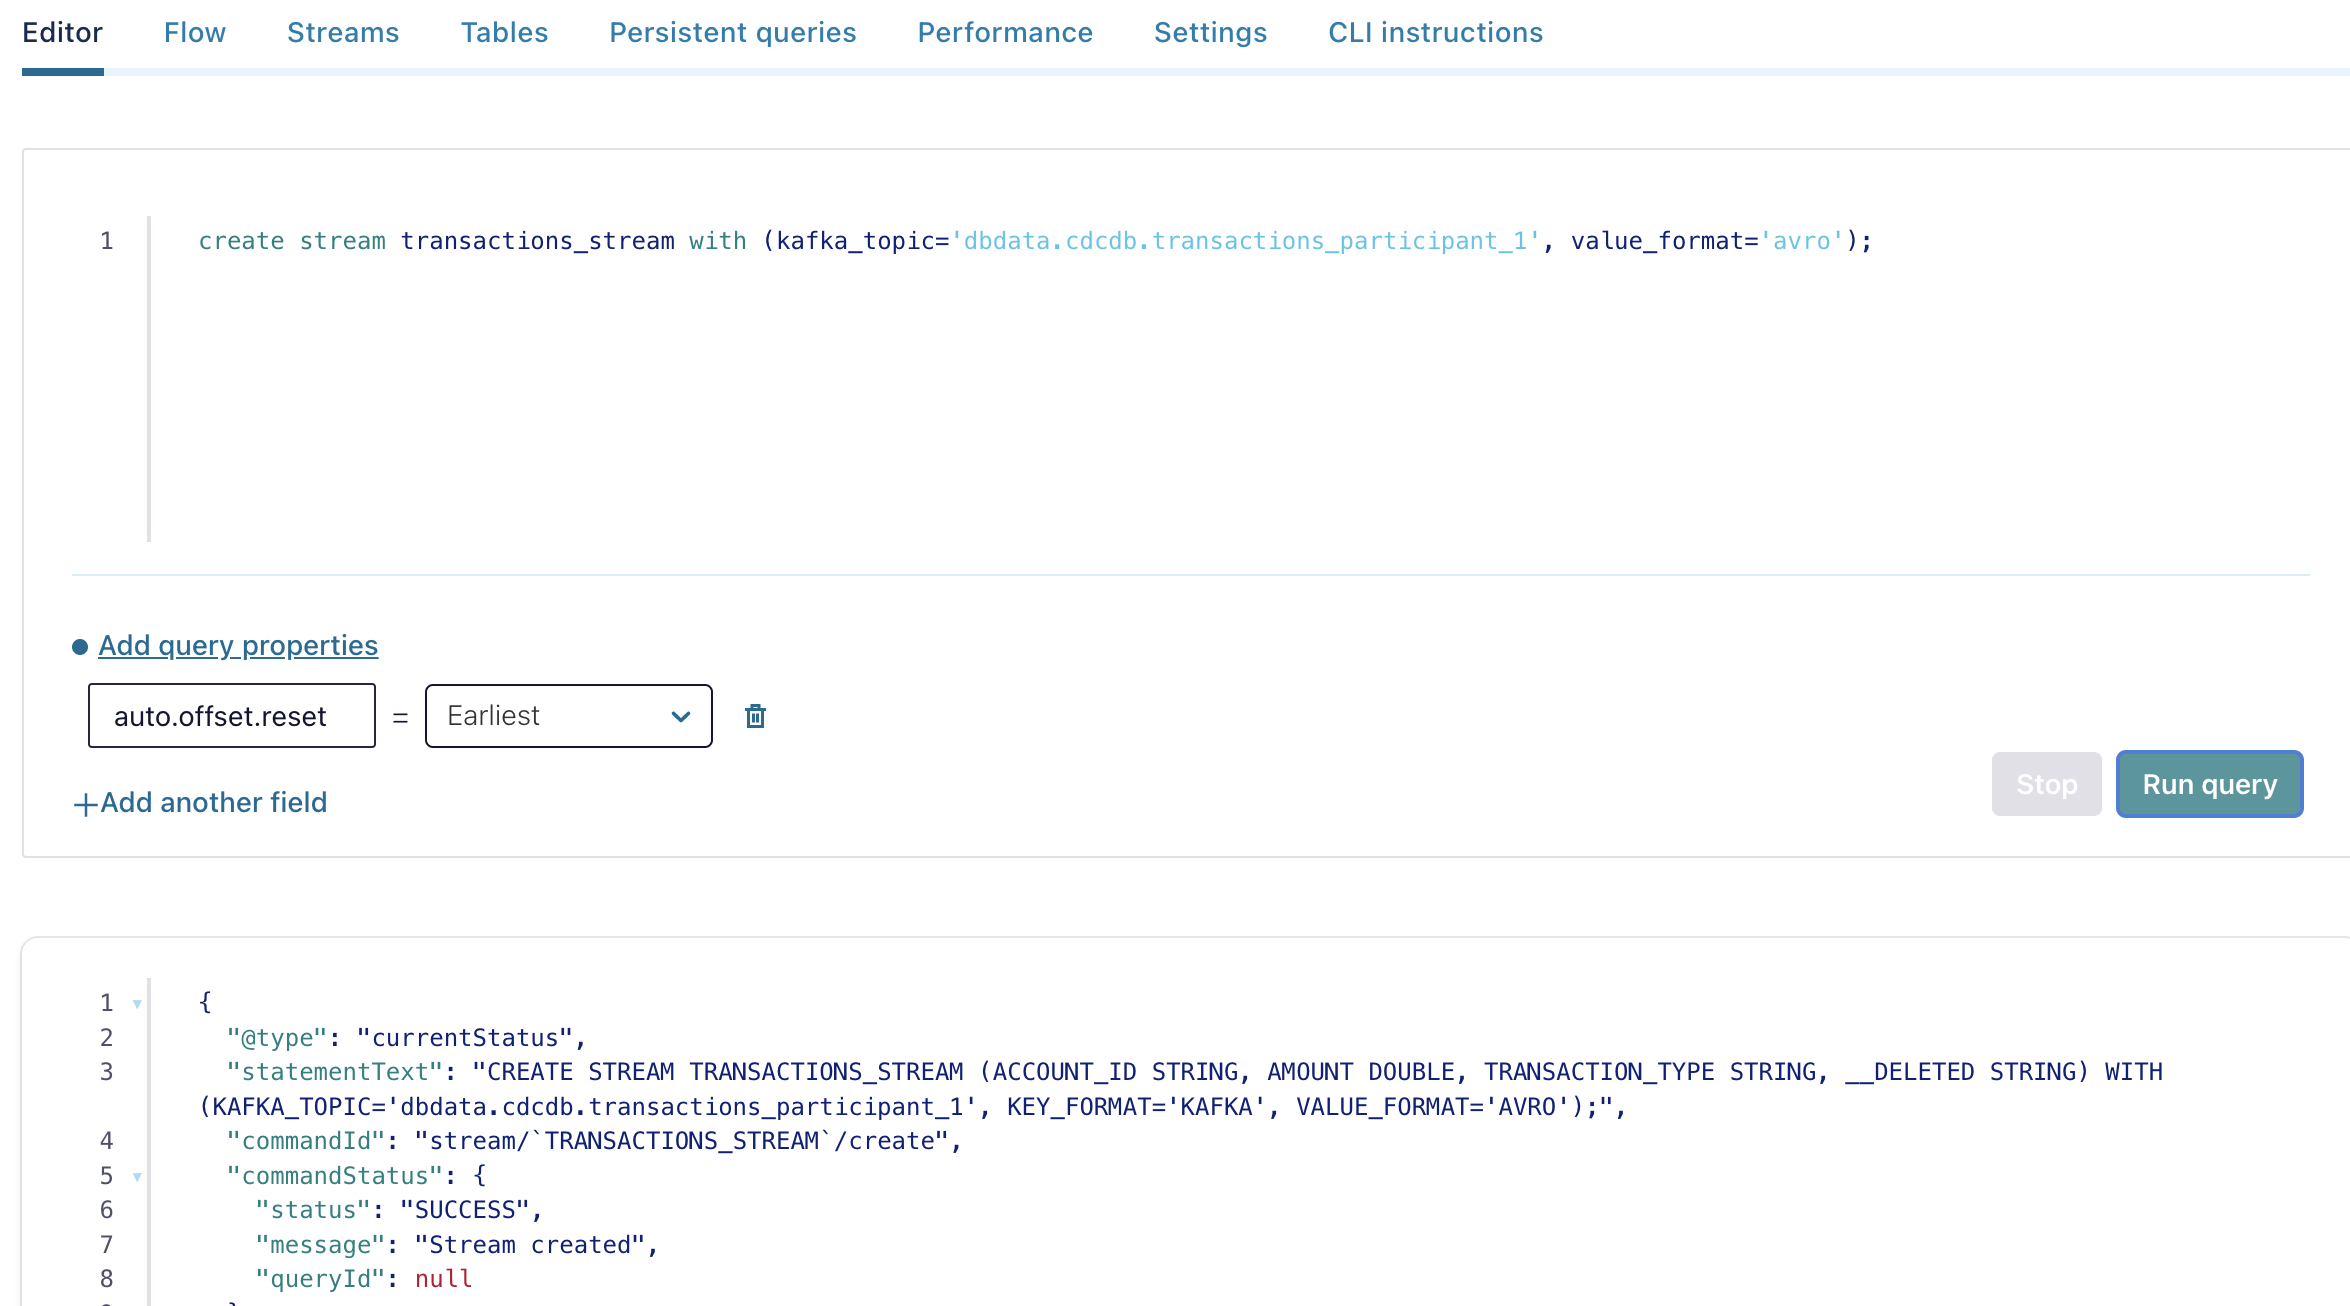 Editor Flow Streams Tables Persistent queries Performance Settings CLI instructions
1 create stream transactions_stream with (kafka_topic='dbdata.cdcdb.transactions_participant_1', value_format='avro');
Add query properties
auto.offset.reset = Earliest
Stop Run query
+Add another field
1 {
2 "@type": "currentStatus",
3 "statementText": "CREATE STREAM TRANSACTIONS_STREAM (ACCOUNT_ID STRING, AMOUNT DOUBLE, TRANSACTION_TYPE STRING, __DELETED STRING) WITH
(KAFKA_TOPIC='dbdata.cdcdb.transactions_participant_1', KEY_FORMAT='KAFKA', VALUE_FORMAT='AVRO');",
4 "commandId": "stream/`TRANSACTIONS_STREAM`/create",
5 "commandStatus": {
6 "status": "SUCCESS",
7 "message": "Stream created",
8 "queryId": null